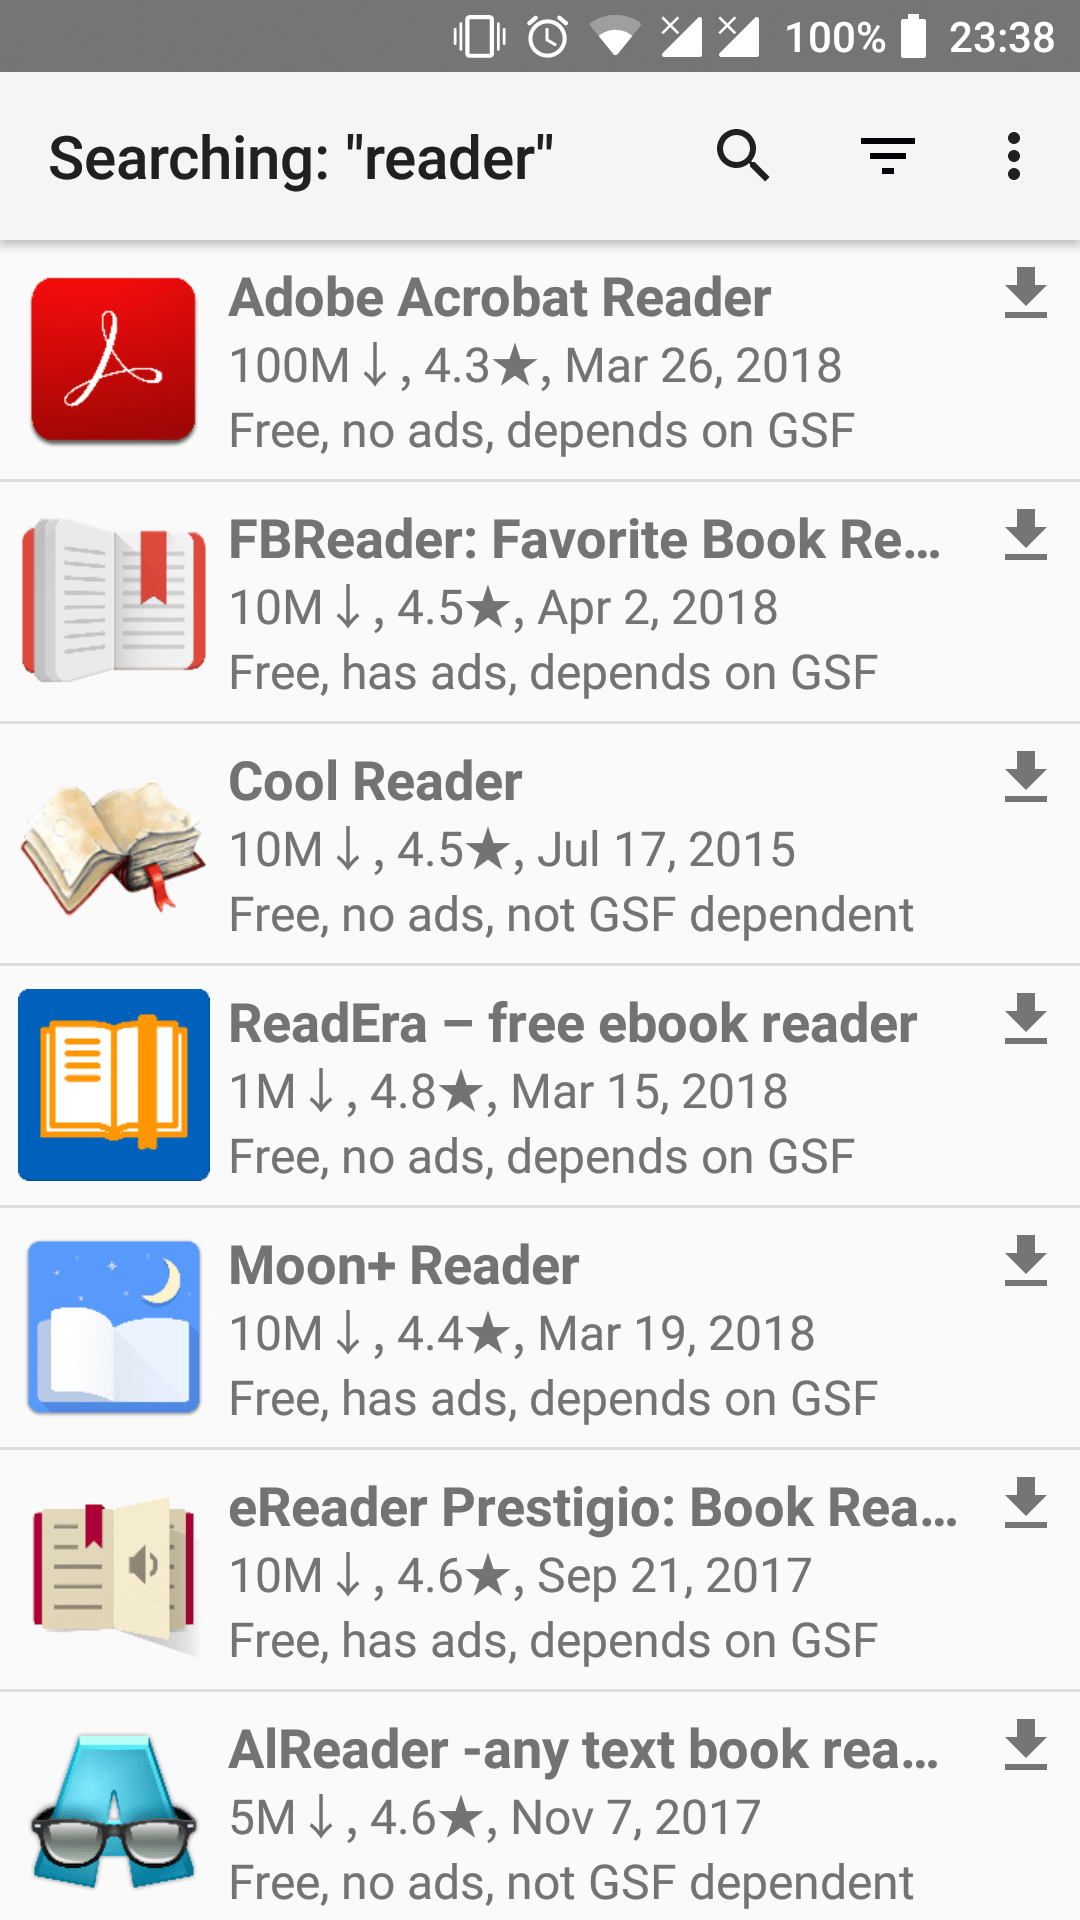 100% 23:38
Searching: "reader"
Adobe Acrobat Reader
100M↓, 4.3★, Mar 26, 2018
Free, no ads, depends on GSF
FBReader: Favorite Book Re...
10M↓, 4.5★, Apr 2, 2018
Free, has ads, depends on GSF
Cool Reader
10M↓, 4.5★, Jul 17, 2015
Free, no ads, not GSF dependent
ReadEra – free ebook reader
1M↓, 4.8★, Mar 15, 2018
Free, no ads, depends on GSF
Moon+ Reader
10M↓, 4.4★, Mar 19, 2018
Free, has ads, depends on GSF
eReader Prestigio: Book Rea...
10M↓, 4.6★, Sep 21, 2017
Free, has ads, depends on GSF
AlReader -any text book rea...
5M↓, 4.6★, Nov 7, 2017
Free, no ads, not GSF dependent